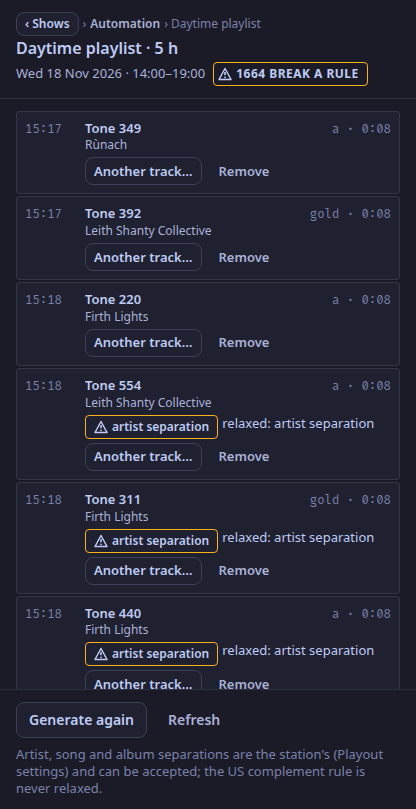 ‹ Shows › Automation › Daytime playlist
Daytime playlist · 5 h
Wed 18 Nov 2026 · 14:00–19:00 ⚠ 1664 BREAK A RULE
15:17 Tone 349 a · 0:08
Rùnach
Another track… Remove
15:17 Tone 392 gold · 0:08
Leith Shanty Collective
Another track… Remove
15:18 Tone 220 a · 0:08
Firth Lights
Another track… Remove
15:18 Tone 554 a · 0:08
Leith Shanty Collective
⚠ artist separation relaxed: artist separation
Another track… Remove
15:18 Tone 311 gold · 0:08
Firth Lights
⚠ artist separation relaxed: artist separation
Another track… Remove
15:18 Tone 440 a · 0:08
Firth Lights
⚠ artist separation relaxed: artist separation
Another track… Remove
Generate again Refresh
Artist, song and album separations are the station's (Playout
settings) and can be accepted; the US complement rule is
never relaxed.